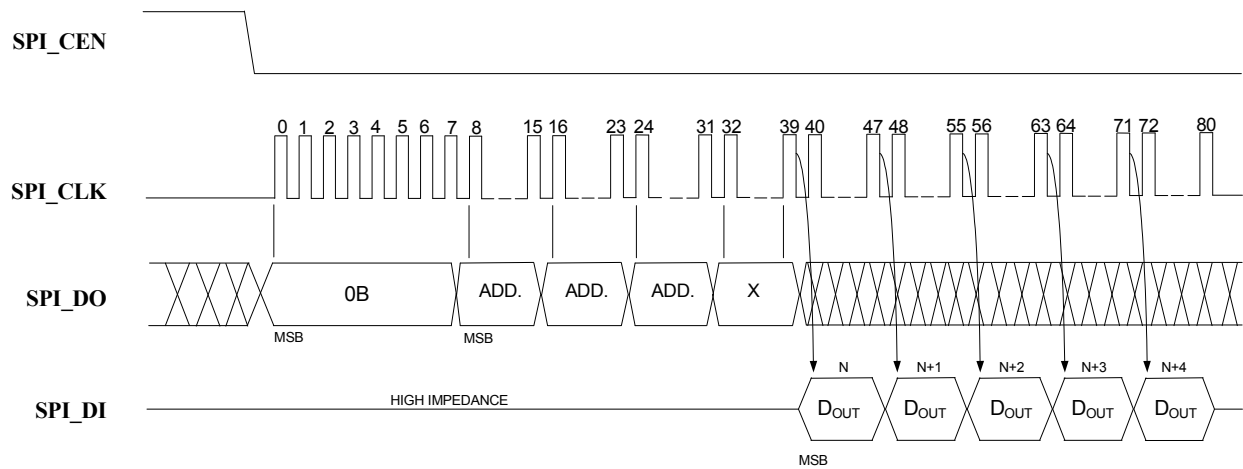 SPI_CEN
0 1 2 3 4 5 6 7 8 15 16 23 24 31 32 39 40 47 48 55 56 63 64 71 72 80
SPI_CLK
SPI_DO
0B ADD. ADD. ADD. X
MSB MSB
N N+1 N+2 N+3 N+4
SPI_DI
HIGH IMPEDANCE
DOUT DOUT DOUT DOUT DOUT
MSB